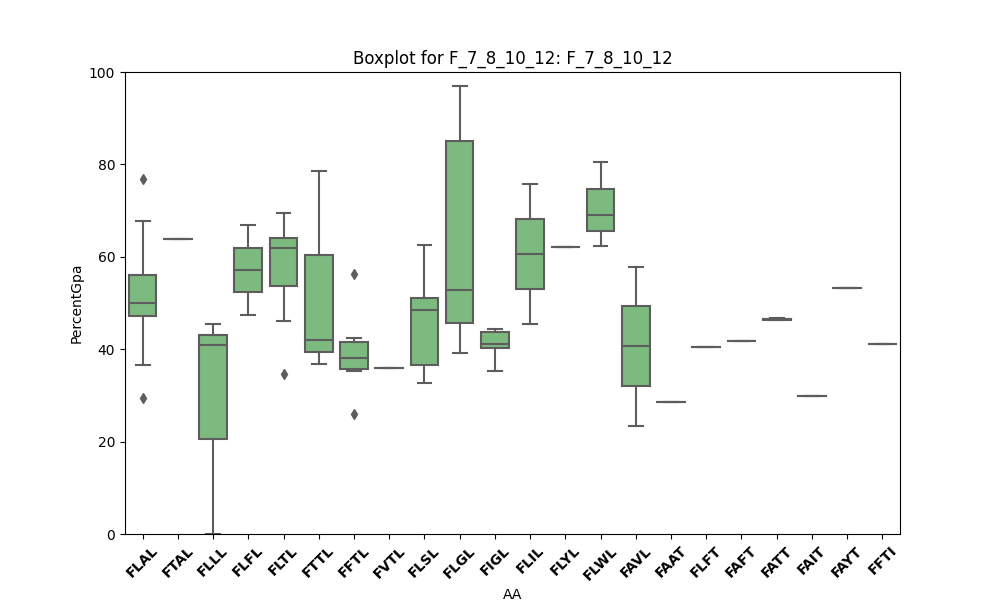 Boxplot for F_7_8_10_12: F_7_8_10_12
PercentGpa
100
80
60
40
20
0
FLAL FTAL FLLL FLFL FLTL FTTL FFTL FVTL FLSL FLGL FIGL FLIL FLYL FLWL FAVL FAAT FLFT FAFT FATT FAIT FAYT FFTI
AA